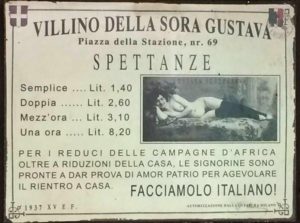 VILLINO DELLA SORA GUSTAVA
Piazza della Stazione, nr. 69
SPETTANZE
Semplice .... Lit. 1,40
Doppia ...... Lit. 2,60
Mezz'ora ... Lit. 3,10
Una ora ..... Lit. 8,20
PER I REDUCI DELLE CAMPAGNE D'AFRICA
OLTRE A RIDUZIONI DELLA CASA, LE SIGNORINE SONO
PRONTE A DAR PROVA DI AMOR PATRIO PER AGEVOLARE
IL RIENTRO A CASA.
FACCIAMOLO ITALIANO!
1937 XV E.F.